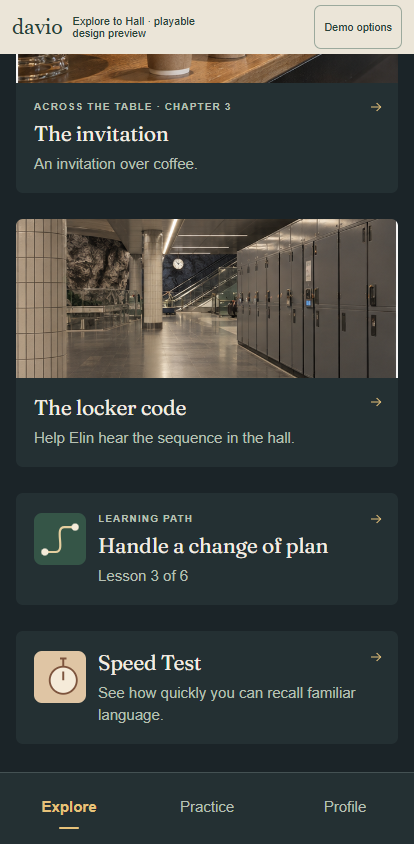 davio
Explore to Hall · playable
design preview
Demo options
ACROSS THE TABLE · CHAPTER 3
The invitation
An invitation over coffee.
The locker code
Help Elin hear the sequence in the hall.
LEARNING PATH
Handle a change of plan
Lesson 3 of 6
Speed Test
See how quickly you can recall familiar
language.
Explore
Practice
Profile